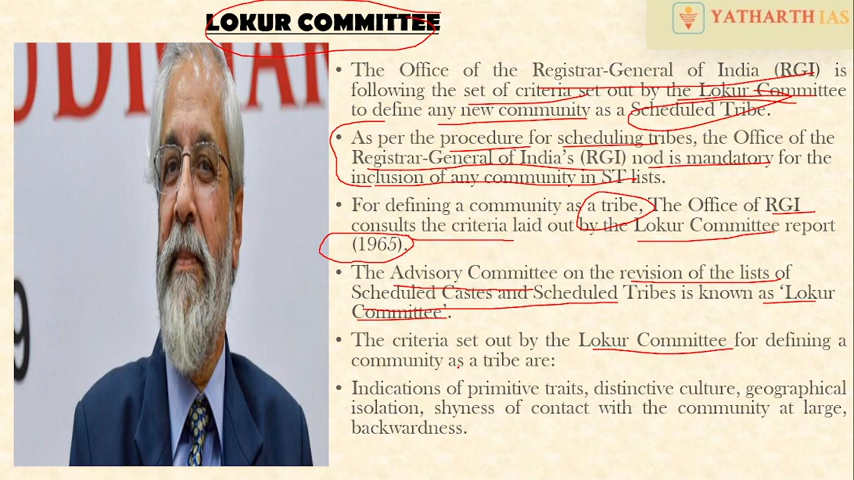 LOKUR COMMITTEE
YATHARTH IAS
• The Office of the Registrar-General of India (RGI) is
following the set of criteria set out by the Lokur Committee
to define any new community as a Scheduled Tribe.
• As per the procedure for scheduling tribes, the Office of the
Registrar-General of India's (RGI) nod is mandatory for the
inclusion of any community in ST lists.
• For defining a community as a tribe, The Office of RGI
consults the criteria laid out by the Lokur Committee report
(1965).
• The Advisory Committee on the revision of the lists of
Scheduled Castes and Scheduled Tribes is known as 'Lokur
Committee'.
• The criteria set out by the Lokur Committee for defining a
community as a tribe are:
• Indications of primitive traits, distinctive culture, geographical
isolation, shyness of contact with the community at large,
backwardness.
9